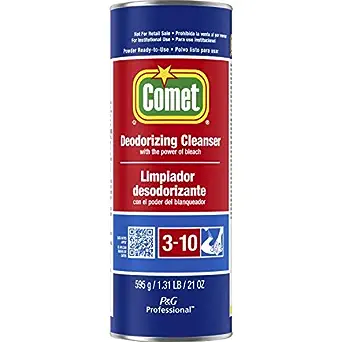 Not For Retail Sale • Prohibida la venta al por menor
For Institutional Use • Para uso institucional
Powder Ready-to-Use • Polvo listo para usar
Comet
®
Deodorizing Cleanser
with the power of bleach
Limpiador
desodorizante
con el poder del blanqueador
3-10
595 g / 1.31 LB / 21 OZ
P&G
Professional™